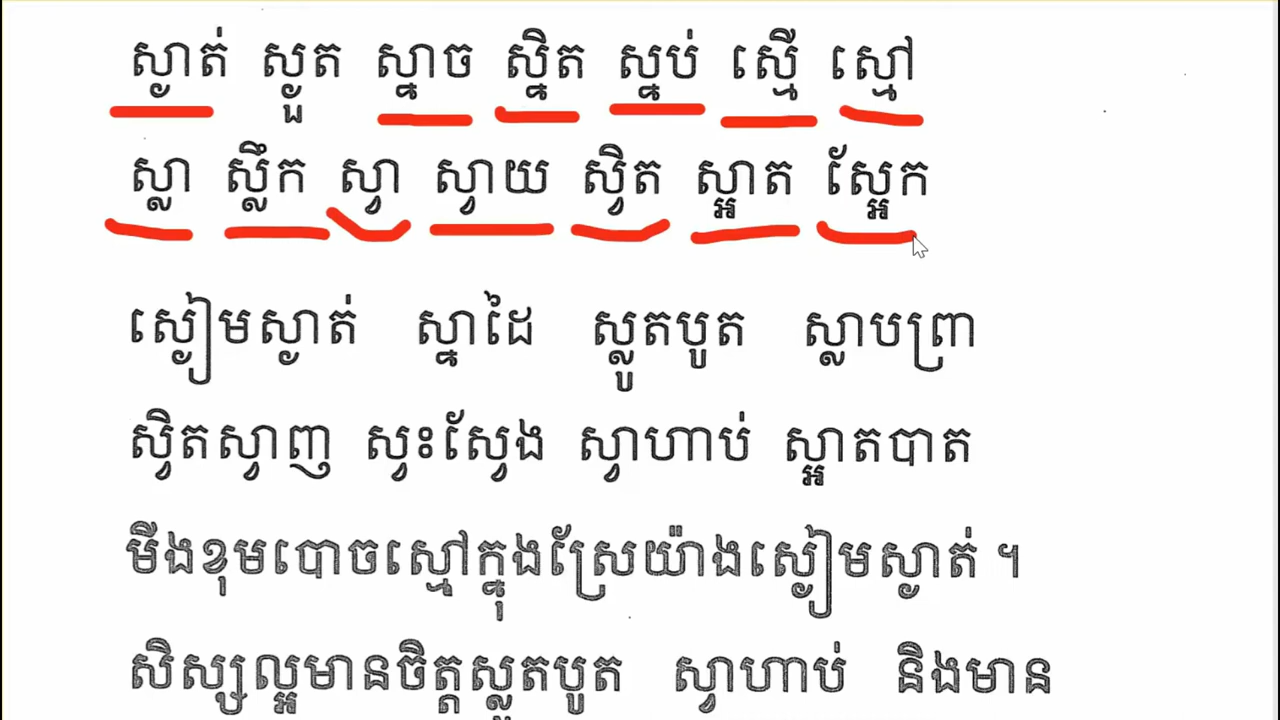 ស្ងាត់ ស្ងួត ស្នាច ស្និត ស្នប់ ស្មើ ស្មៅ
ស្លា ស្លឹក ស្វា ស្វាយ ស្វិត ស្អាត ស្អែក
ស្ងៀមស្ងាត់ ស្នាដៃ ស្លូតបូត ស្លាបព្រា
ស្វិតស្វាញ ស្វះស្វែង ស្វាហាប់ ស្អាតបាត
មីងខុមបោចស្មៅក្នុងស្រែយ៉ាងស្ងៀមស្ងាត់ ។
សិស្សល្អមានចិត្តស្លូតបូត ស្វាហាប់ និងមាន